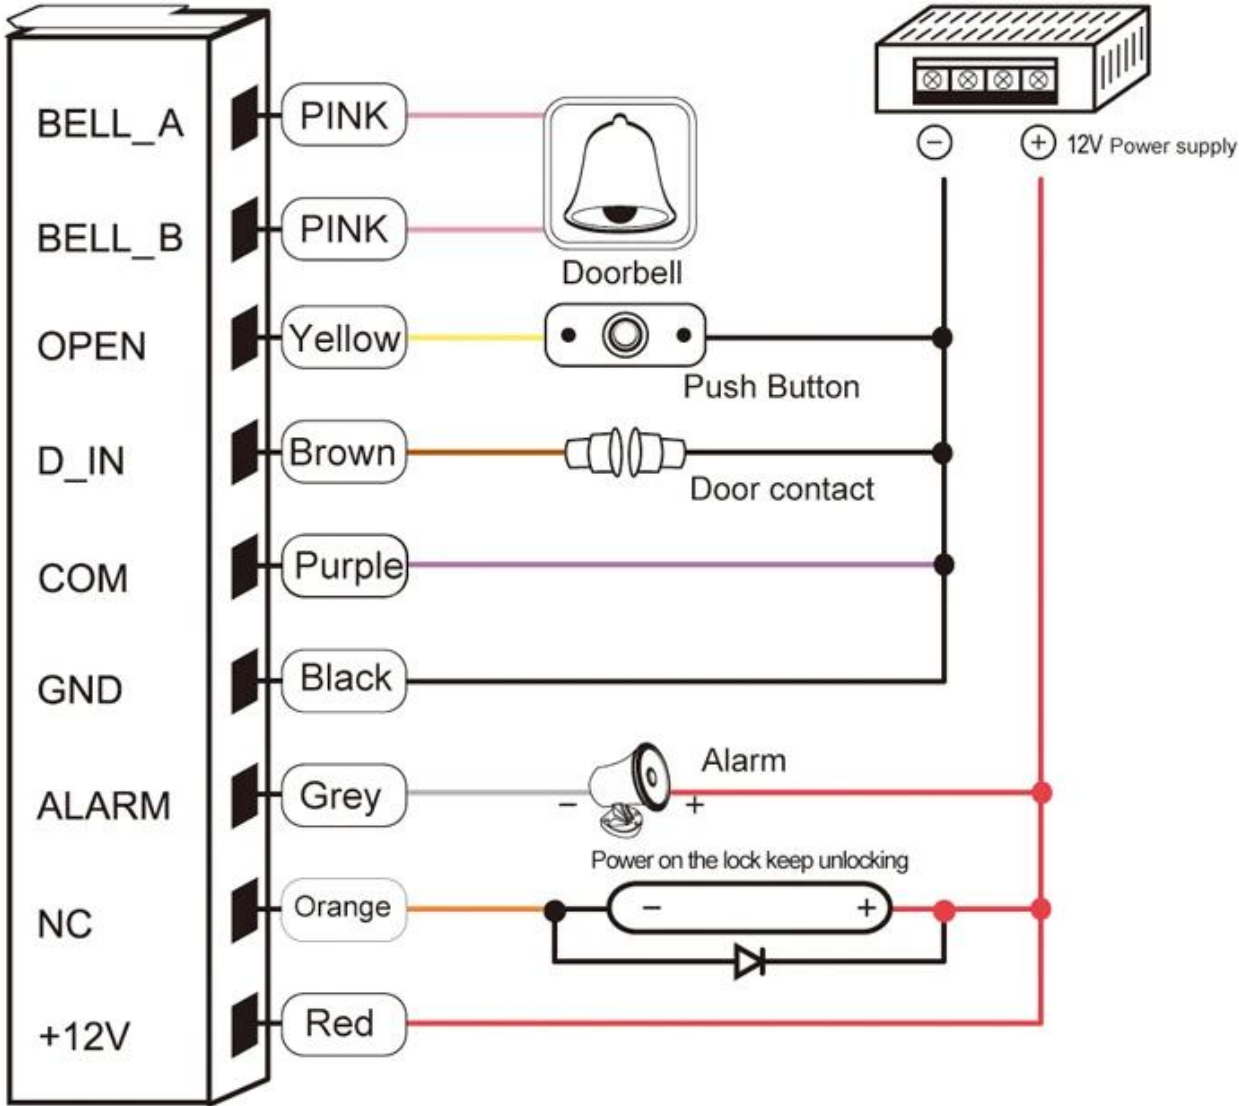 BELL_A
PINK
− + 12V Power supply
BELL_B
PINK
Doorbell
OPEN
Yellow
Push Button
D_IN
Brown
Door contact
COM
Purple
GND
Black
ALARM
Grey
Alarm
− +
Power on the lock keep unlocking
NC
Orange
− +
+12V
Red